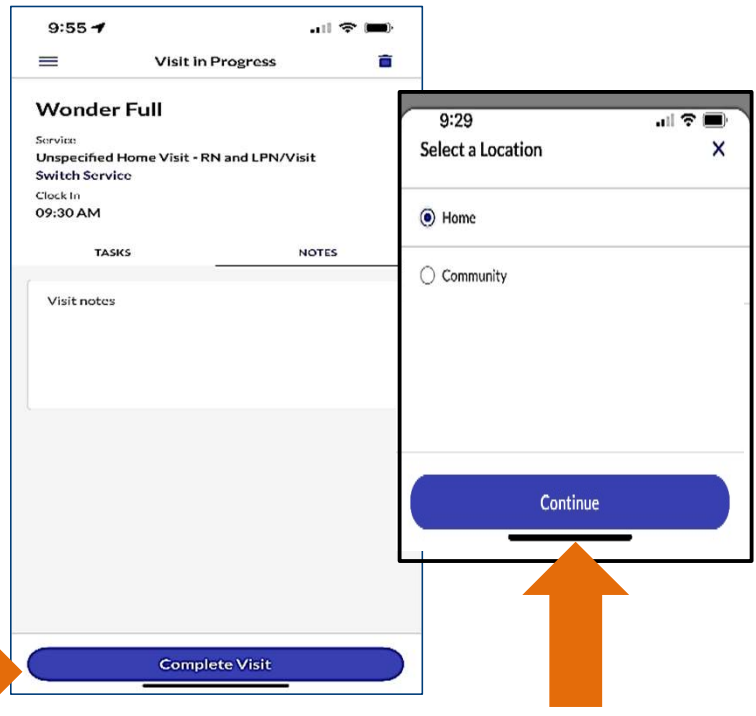 9:55
Visit in Progress
Wonder Full
Service
Unspecified Home Visit - RN and LPN/Visit
Switch Service
Clock In
09:30 AM
TASKS NOTES
Visit notes
Complete Visit
9:29
Select a Location X
Home
Community
Continue